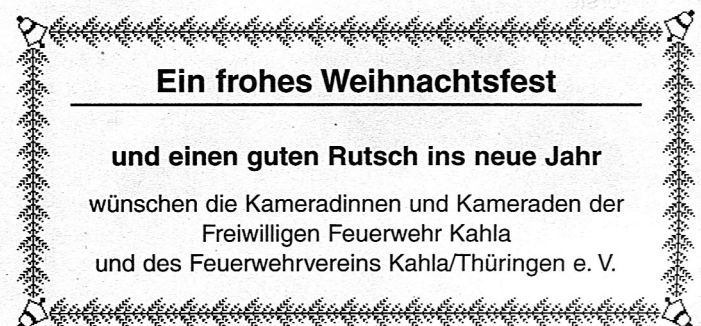 Ein frohes Weihnachtsfest
und einen guten Rutsch ins neue Jahr
wünschen die Kameradinnen und Kameraden der
Freiwilligen Feuerwehr Kahla
und des Feuerwehrvereins Kahla/Thüringen e. V.